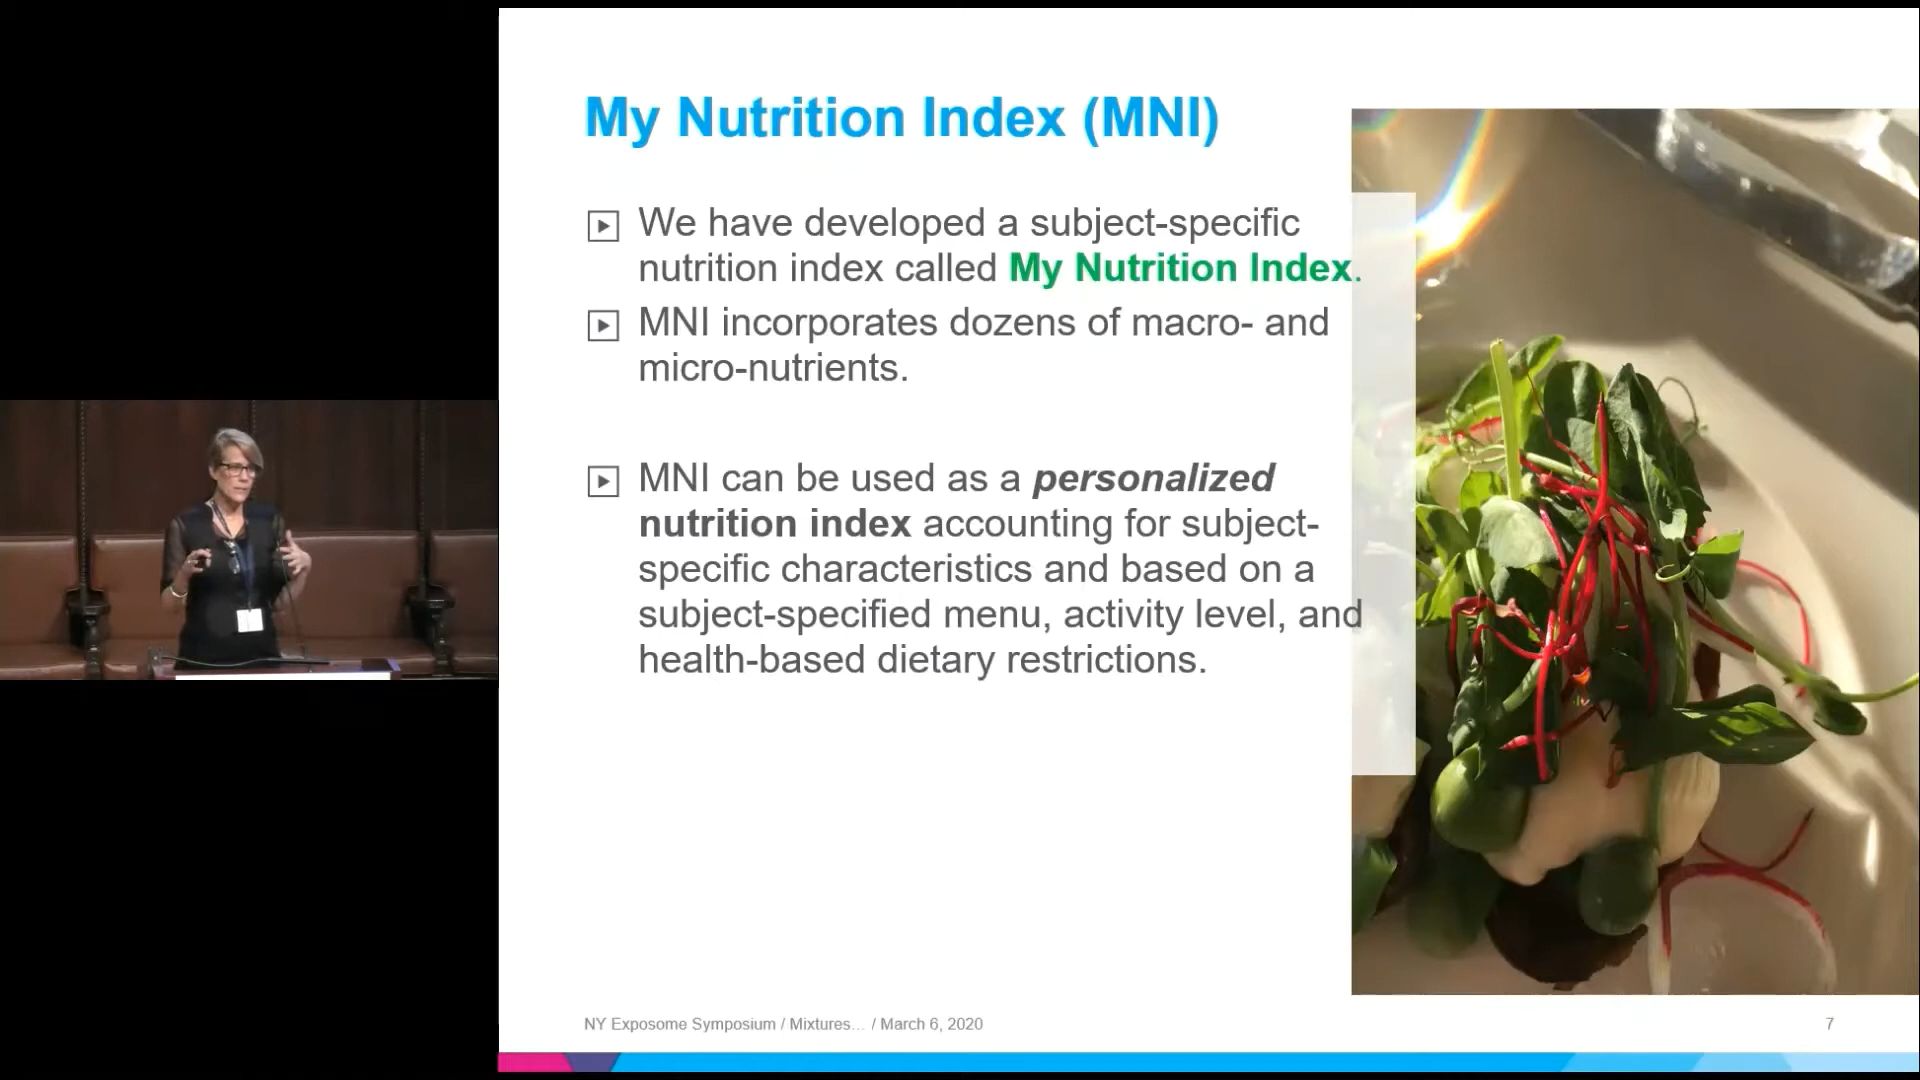 My Nutrition Index (MNI)
We have developed a subject-specific
nutrition index called My Nutrition Index.
MNI incorporates dozens of macro- and
micro-nutrients.
MNI can be used as a personalized
nutrition index accounting for subject-
specific characteristics and based on a
subject-specified menu, activity level, and
health-based dietary restrictions.
NY Exposome Symposium / Mixtures... / March 6, 2020
7